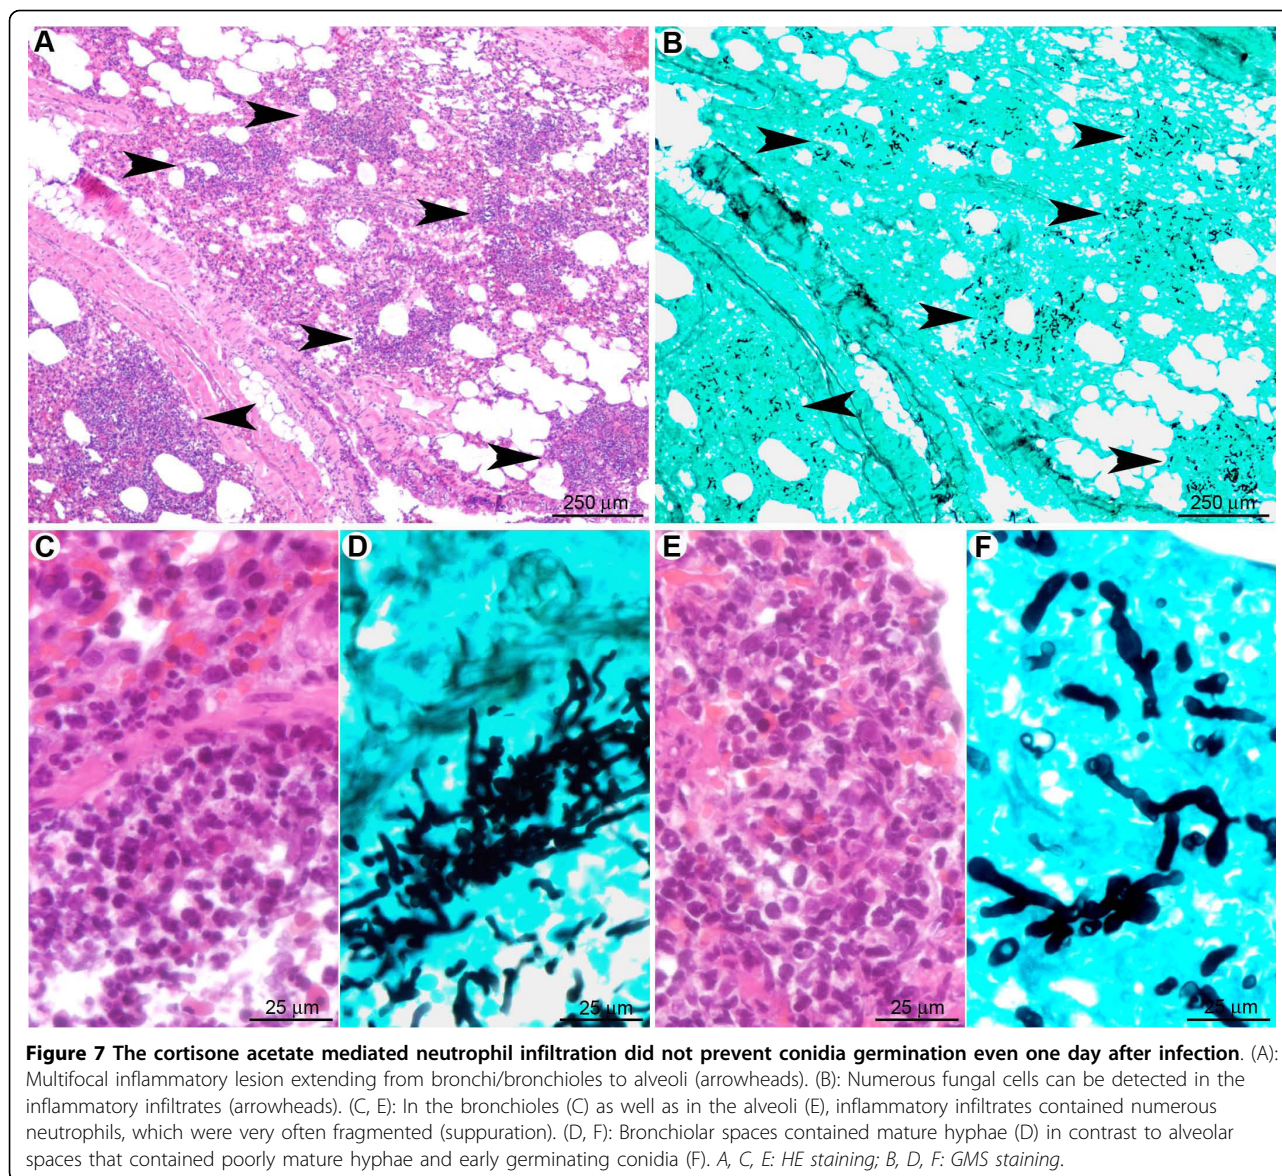 A
B
250 µm
250 µm
C
D
E
F
25 µm
25 µm
25 µm
25 µm
Figure 7 The cortisone acetate mediated neutrophil infiltration did not prevent conidia germination even one day after infection. (A):
Multifocal inflammatory lesion extending from bronchi/bronchioles to alveoli (arrowheads). (B): Numerous fungal cells can be detected in the
inflammatory infiltrates (arrowheads). (C, E): In the bronchioles (C) as well as in the alveoli (E), inflammatory infiltrates contained numerous
neutrophils, which were very often fragmented (suppuration). (D, F): Bronchiolar spaces contained mature hyphae (D) in contrast to alveolar
spaces that contained poorly mature hyphae and early germinating conidia (F). A, C, E: HE staining; B, D, F: GMS staining.